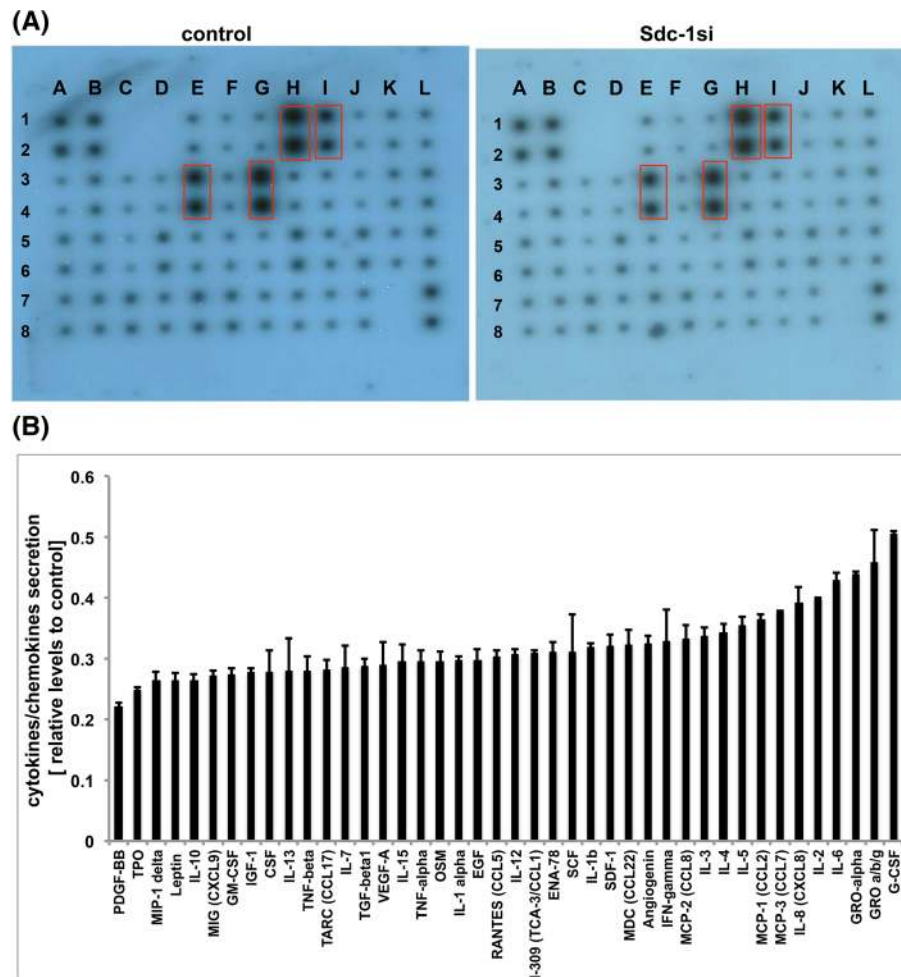 (A)
control
Sdc-1si
A B C D E F G H I J K L
1
2
3
4
5
6
7
8
A B C D E F G H I J K L
1
2
3
4
5
6
7
8
(B)
cytokines/chemokines secretion
[ relative levels to control]
0.6
0.5
0.4
0.3
0.2
0.1
0
PDGF-BB
TPO
MIP-1 delta
Leptin
IL-10
MIG (CXCL9)
GM-CSF
IGF-1
CSF
IL-13
TNF-beta
TARC (CCL17)
IL-7
TGF-beta1
VEGF-A
IL-15
TNF-alpha
OSM
IL-1 alpha
EGF
RANTES (CCL5)
IL-12
I-309 (TCA-3/CCL1)
ENA-78
SCF
IL-1b
SDF-1
MDC (CCL22)
Angiogenin
IFN-gamma
MCP-2 (CCL8)
IL-3
IL-4
IL-5
MCP-1 (CCL2)
MCP-3 (CCL7)
IL-8 (CXCL8)
IL-2
IL-6
GRO-alpha
GRO a/b/g
G-CSF